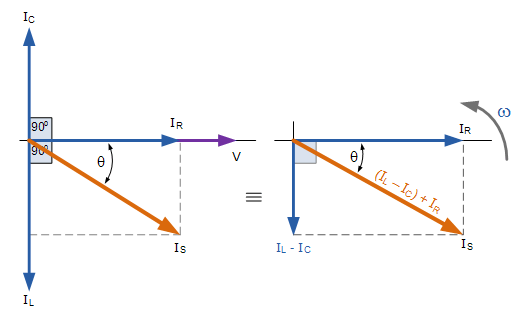 IC
90°
90°
IR
V
θ
IS
IL
≡
ω
IR
θ
(IL – IC) + IR
IL - IC
IS